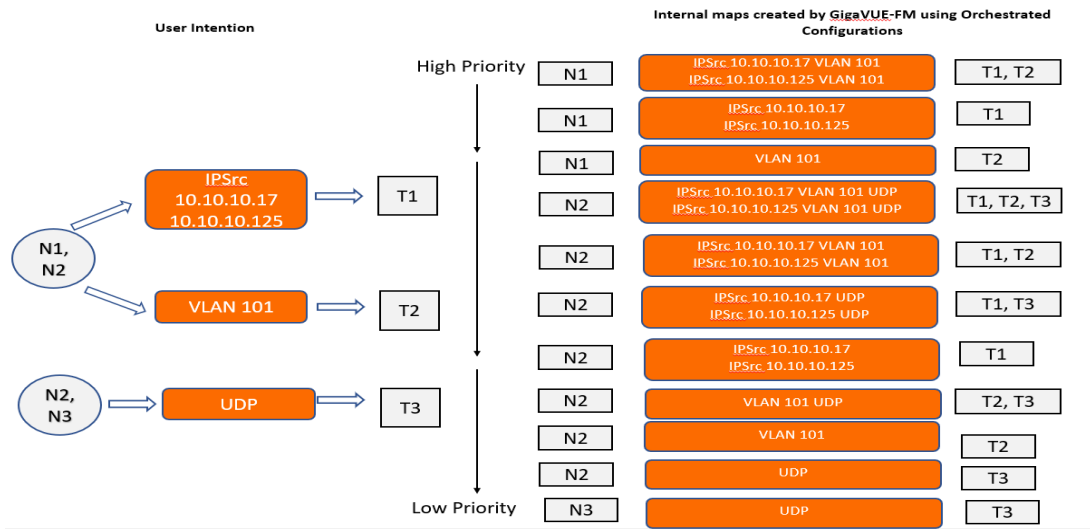 User Intention
Internal maps created by GigaVUE-FM using Orchestrated
Configurations
High Priority
N1
IPSrc 10.10.10.17 VLAN 101
IPSrc 10.10.10.125 VLAN 101
T1, T2
N1
IPSrc 10.10.10.17
IPSrc 10.10.10.125
T1
N1
VLAN 101
T2
IPSrc
10.10.10.17
10.10.10.125
T1
N2
IPSrc 10.10.10.17 VLAN 101 UDP
IPSrc 10.10.10.125 VLAN 101 UDP
T1, T2, T3
N1,
N2
N2
IPSrc 10.10.10.17 VLAN 101
IPSrc 10.10.10.125 VLAN 101
T1, T2
VLAN 101
T2
N2
IPSrc 10.10.10.17 UDP
IPSrc 10.10.10.125 UDP
T1, T3
N2
IPSrc 10.10.10.17
IPSrc 10.10.10.125
T1
N2,
N3
UDP
T3
N2
VLAN 101 UDP
T2, T3
N2
VLAN 101
T2
N2
UDP
T3
Low Priority
N3
UDP
T3